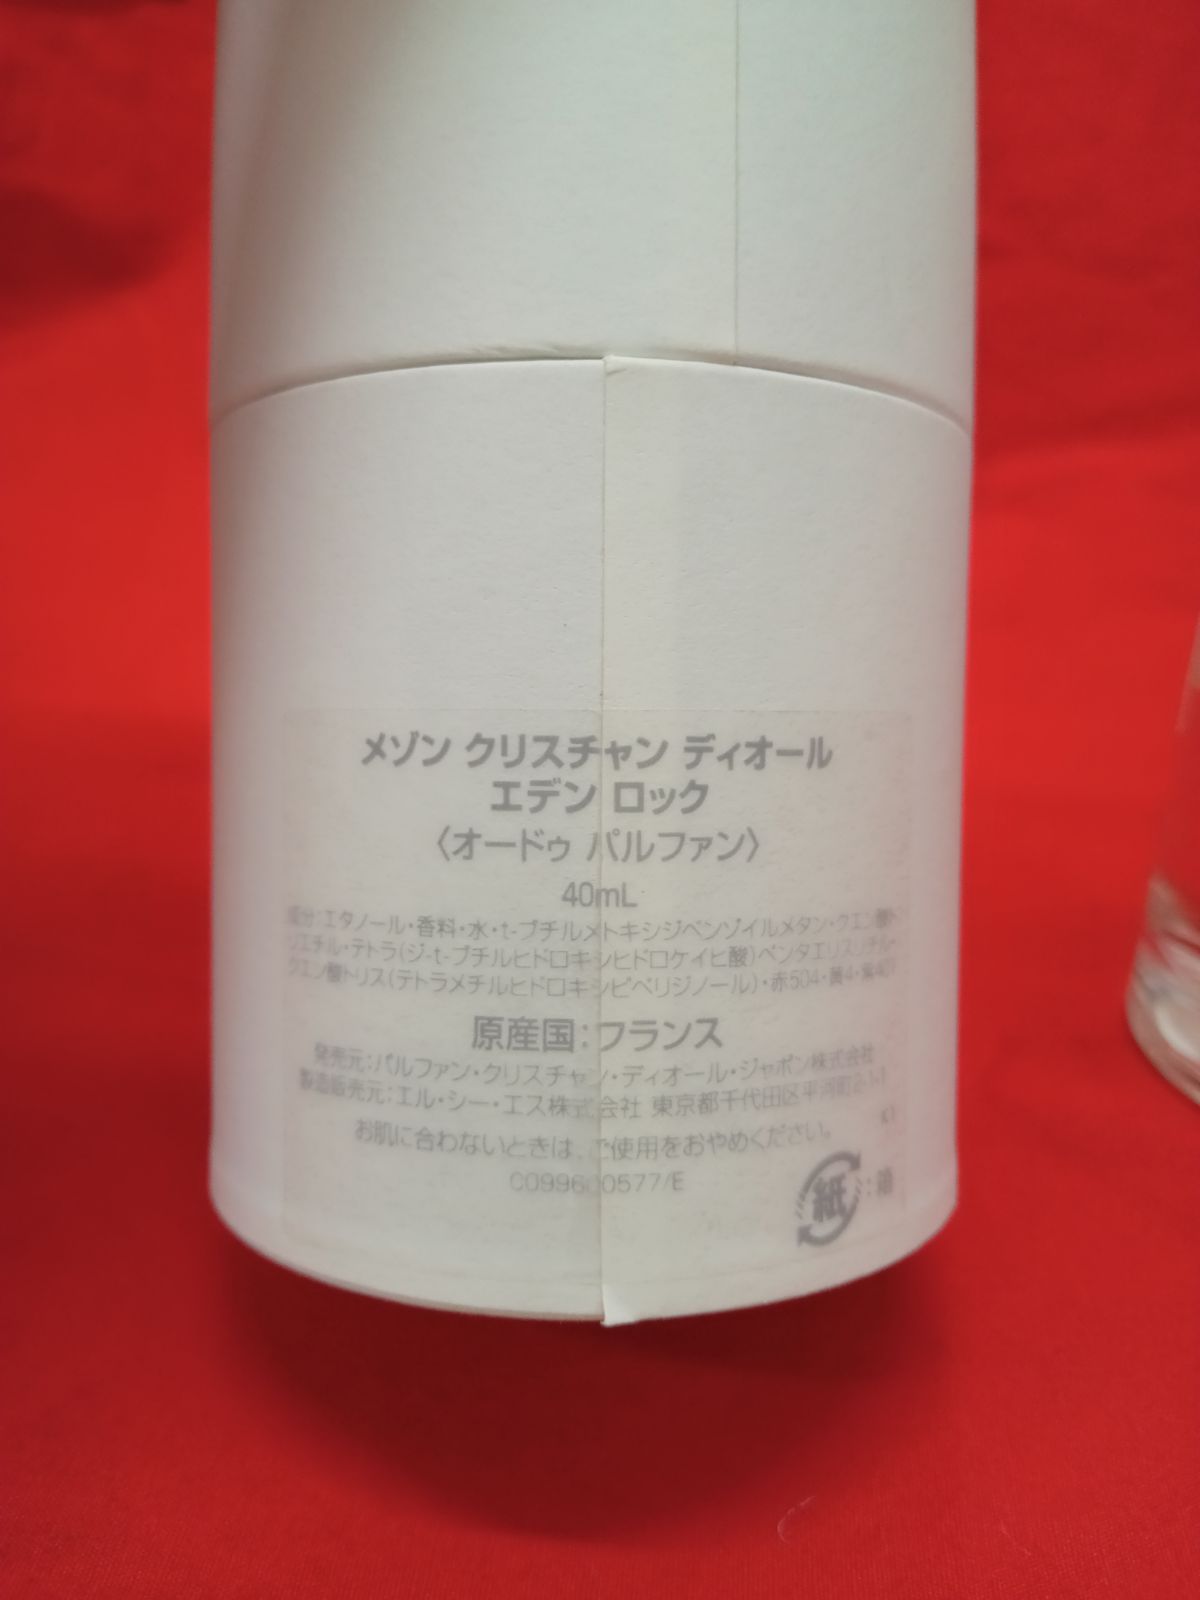 メゾン クリスチャン ディオール
エデン ロック
〈オードゥ パルファン〉
40mL
成分：エタノール・香料・水・t-ブチルメトキシジベンゾイルメタン・クエン酸ト
リエチル・テトラ(ジ-t-ブチルヒドロキシヒドロケイヒ酸)ペンタエリスリチル・
クエン酸トリス(テトラメチルヒドロキシピペリジノール)・赤504・黄4・紫401
原産国：フランス
発売元：パルファン・クリスチャン・ディオール・ジャポン株式会社
製造販売元：エル・シー・エス株式会社 東京都千代田区平河町2-1-1
お肌に合わないときは、ご使用をおやめください。
C099600577/E
紙：箱